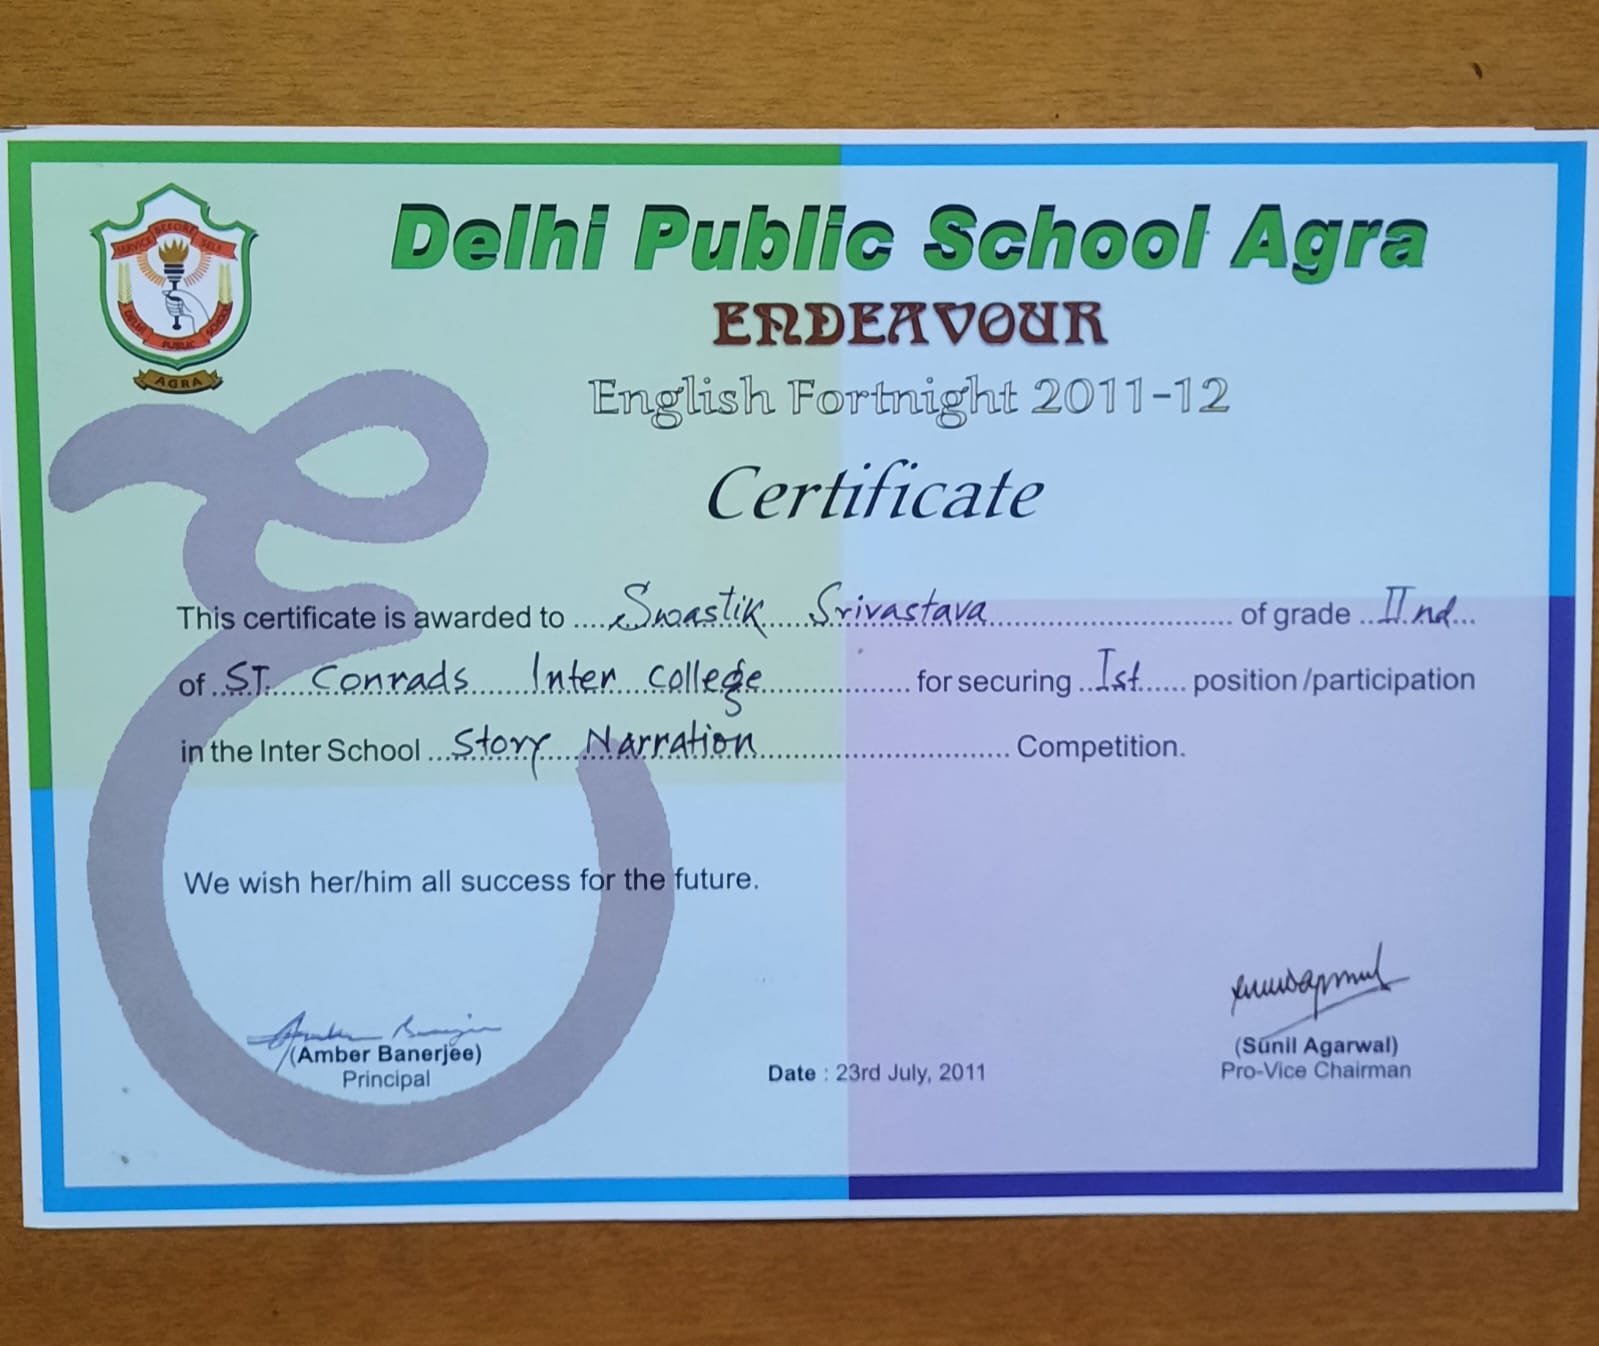 SERVICE BEFORE SELF
DELHI PUBLIC SCHOOL
AGRA
Delhi Public School Agra
ENDEAVOUR
English Fortnight 2011-12
Certificate
This certificate is awarded to ....Swastik Srivastava.... of grade ..IInd...
of ..ST. Conrads Inter College.... for securing ..Ist...... position /participation
in the Inter School ...Story Narration.... Competition.
We wish her/him all success for the future.
(Amber Banerjee)
Principal
Date : 23rd July, 2011
(Sunil Agarwal)
Pro-Vice Chairman